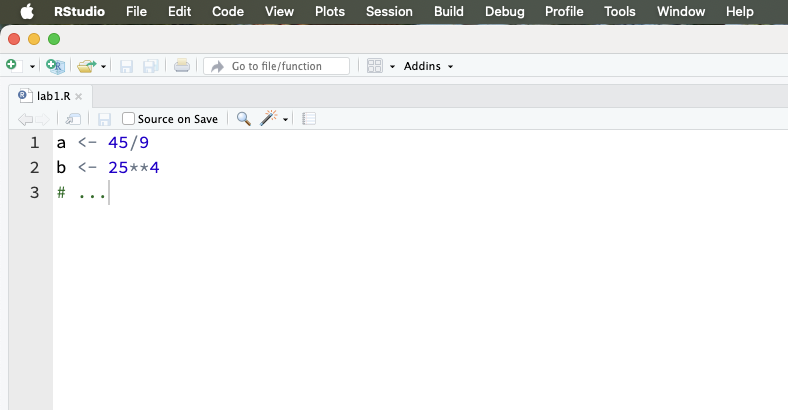 RStudio File Edit Code View Plots Session Build Debug Profile Tools Window Help
Go to file/function Addins
lab1.R
Source on Save
1 a <- 45/9
2 b <- 25**4
3 # ...